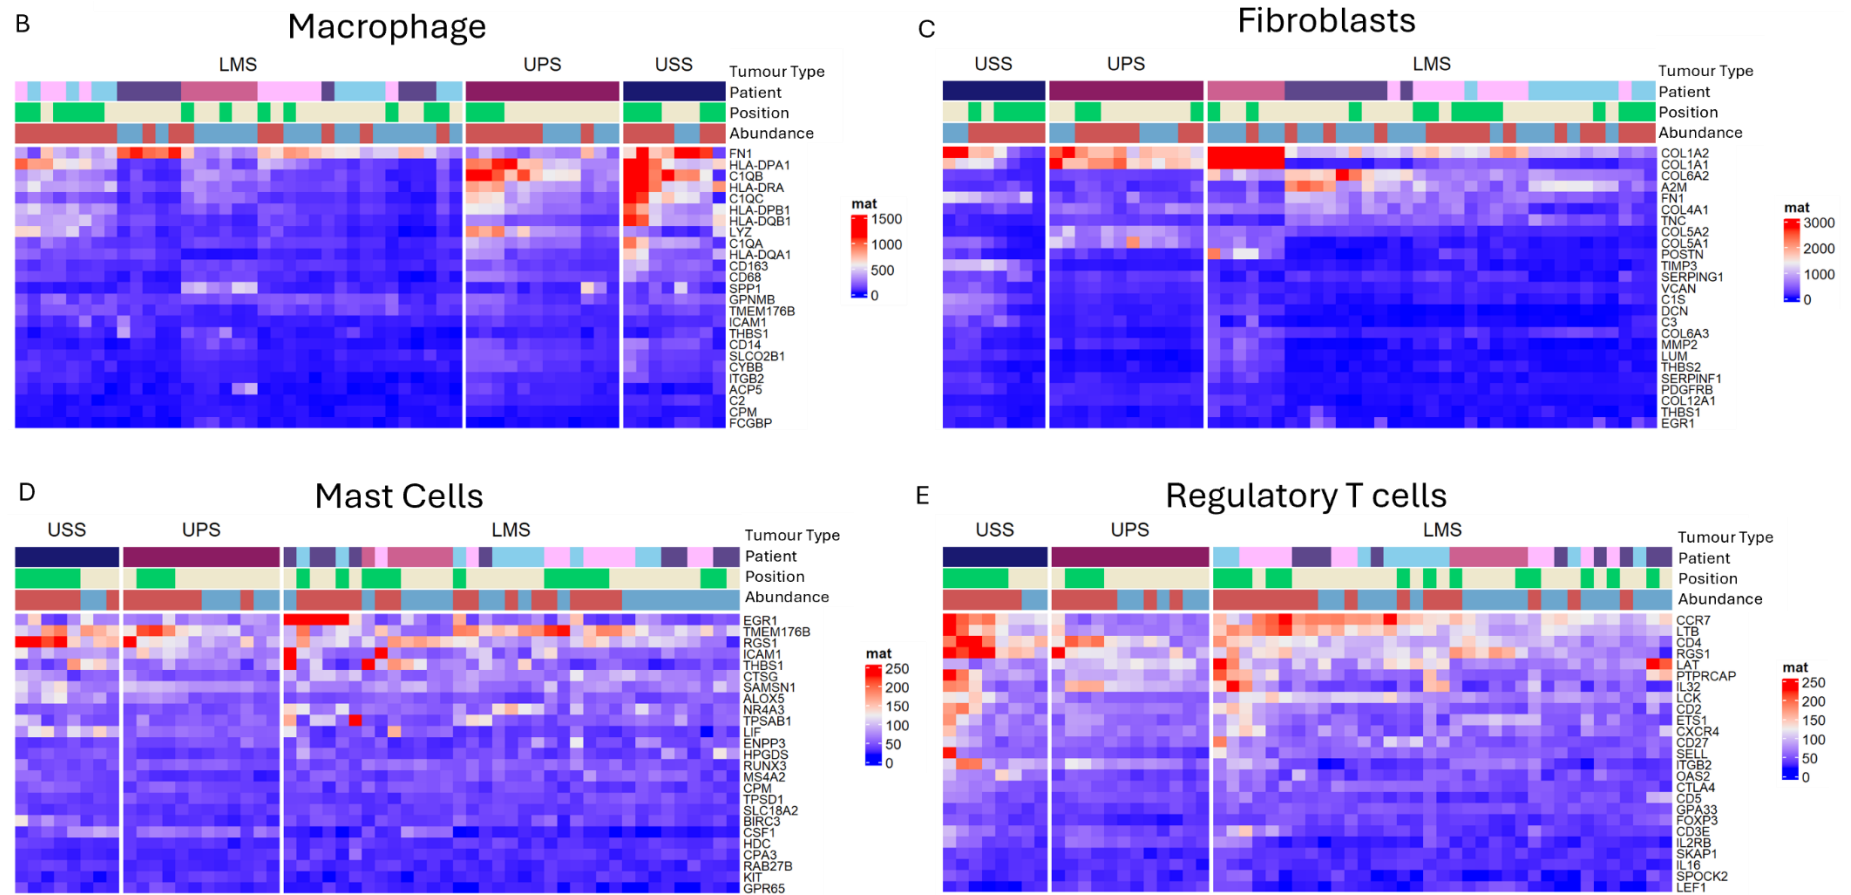 B
Macrophage
LMS
UPS
USS
Tumour Type
Patient
Position
Abundance
FN1
HLA-DPA1
C1QB
HLA-DRA
C1QC
HLA-DPB1
HLA-DQB1
LYZ
C1QA
HLA-DQA1
CD163
CD68
SPP1
GPNMB
TMEM176B
ICAM1
THBS1
CD14
SLCO2B1
CYBB
ITGB2
ACP5
C2
CPM
FCGBP
mat
1500
1000
500
0
C
Fibroblasts
USS
UPS
LMS
Tumour Type
Patient
Position
Abundance
COL1A2
COL1A1
COL6A2
A2M
FN1
COL4A1
TNC
COL5A2
COL5A1
POSTN
TIMP3
SERPING1
VCAN
C1S
DCN
C3
COL6A3
MMP2
LUM
THBS2
SERPINF1
PDGFRB
COL12A1
THBS1
EGR1
mat
3000
2000
1000
0
D
Mast Cells
USS
UPS
LMS
Tumour Type
Patient
Position
Abundance
EGR1
TMEM176B
RGS1
ICAM1
THBS1
CTSG
SAMSN1
ALOX5
NR4A3
TPSAB1
LIF
ENPP3
HPGDS
RUNX3
MS4A2
CPM
TPSD1
SLC18A2
BIRC3
CSF1
HDC
CPA3
RAB27B
KIT
GPR65
mat
250
200
150
100
50
0
E
Regulatory T cells
USS
UPS
LMS
Tumour Type
Patient
Position
Abundance
CCR7
LTB
CD4
RGS1
LAT
PTPRCAP
IL32
LCK
CD2
ETS1
CXCR4
CD27
SELL
ITGB2
OAS2
CTLA4
CD5
GPA33
FOXP3
CD3E
IL2RB
SKAP1
IL16
SPOCK2
LEF1
mat
250
200
150
100
50
0